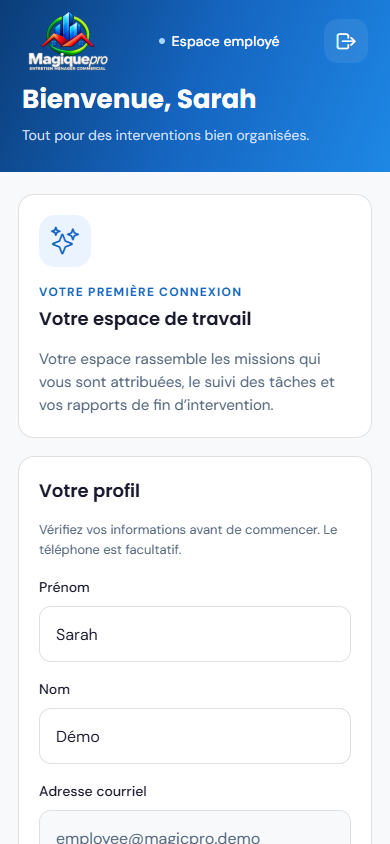 Magiquepro
ENTRETIEN MÉNAGER COMMERCIAL
Espace employé
Bienvenue, Sarah
Tout pour des interventions bien organisées.
VOTRE PREMIÈRE CONNEXION
Votre espace de travail
Votre espace rassemble les missions qui
vous sont attribuées, le suivi des tâches et
vos rapports de fin d’intervention.
Votre profil
Vérifiez vos informations avant de commencer. Le
téléphone est facultatif.
Prénom
Sarah
Nom
Démo
Adresse courriel
employee@magicpro.demo